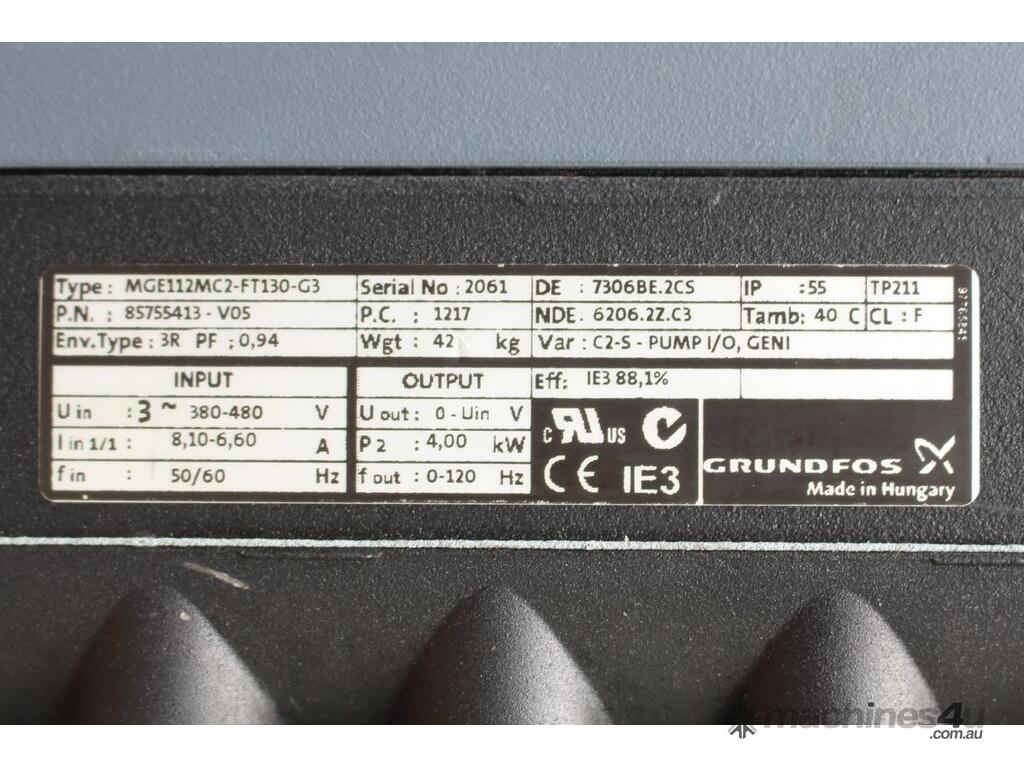 Type: MGE112MC2-FT130-G3 Serial No: 2061 DE : 7306BE.2CS IP :55 TP211
P.N. : 85755413 - V05 P.C. : 1217 NDE. 6206.2Z.C3 Tamb: 40 C CL : F
Env.Type : 3R PF ; 0,94 Wgt : 42 kg Var : C2-S - PUMP I/O, GENI
INPUT OUTPUT Eff: IE3 88,1%
U in : 3 ~ 380-480 V U out: 0 - Uin V
I in 1/1 : 8,10-6,60 A P2 : 4,00 kW
f in : 50/60 Hz f out : 0-120 Hz
c RU US C
CE IE3
GRUNDFOS
Made in Hungary
machines4u
.com.au